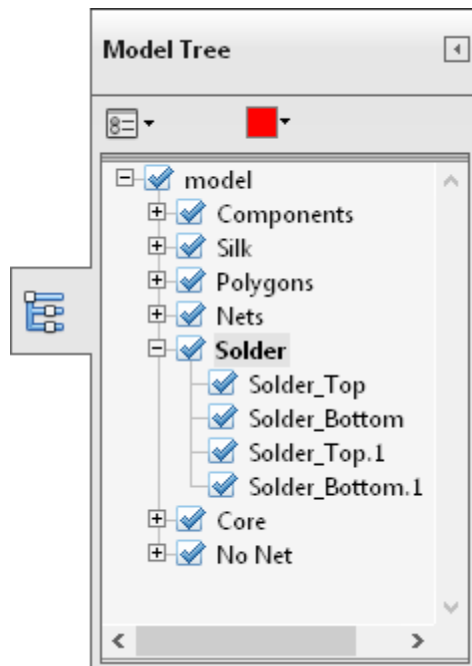 Model Tree
model
Components
Silk
Polygons
Nets
Solder
Solder_Top
Solder_Bottom
Solder_Top.1
Solder_Bottom.1
Core
No Net